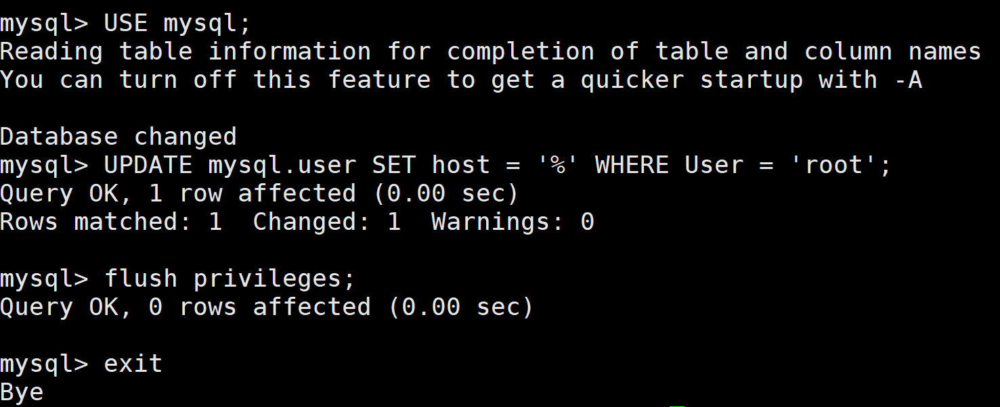 mysql> USE mysql;
Reading table information for completion of table and column names
You can turn off this feature to get a quicker startup with -A
Database changed
mysql> UPDATE mysql.user SET host = '%' WHERE User = 'root';
Query OK, 1 row affected (0.00 sec)
Rows matched: 1  Changed: 1  Warnings: 0
mysql> flush privileges;
Query OK, 0 rows affected (0.00 sec)
mysql> exit
Bye